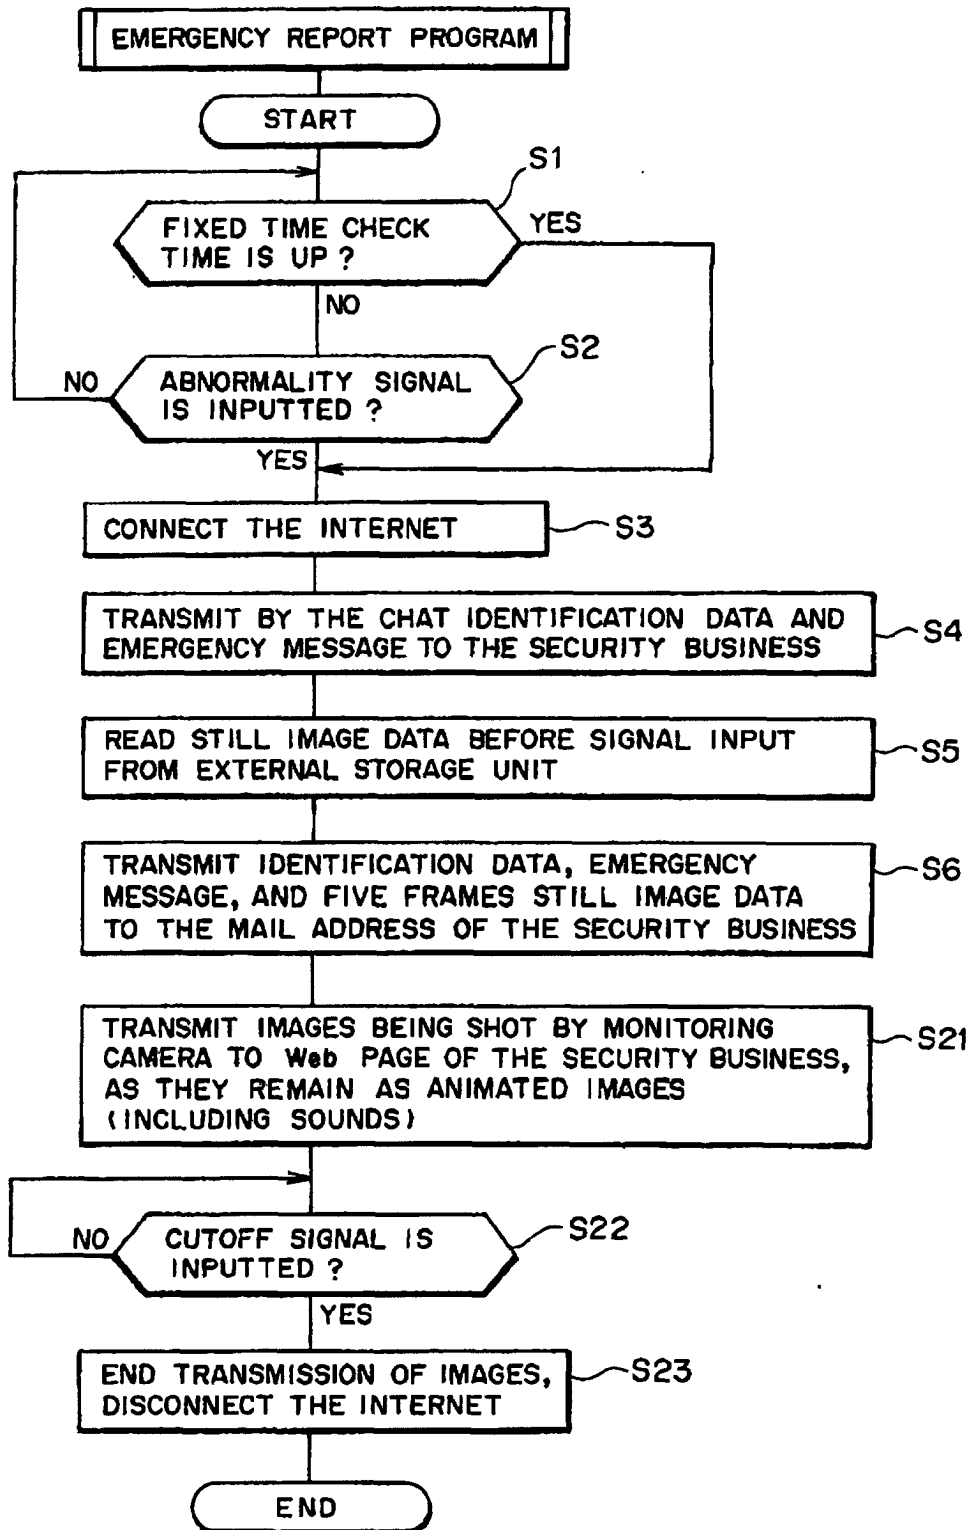 EMERGENCY REPORT PROGRAM
START
S1
FIXED TIME CHECK
TIME IS UP ?
YES
NO
S2
ABNORMALITY SIGNAL
IS INPUTTED ?
NO
YES
CONNECT THE INTERNET
S3
TRANSMIT BY THE CHAT IDENTIFICATION DATA AND
EMERGENCY MESSAGE TO THE SECURITY BUSINESS
S4
READ STILL IMAGE DATA BEFORE SIGNAL INPUT
FROM EXTERNAL STORAGE UNIT
S5
TRANSMIT IDENTIFICATION DATA, EMERGENCY
MESSAGE, AND FIVE FRAMES STILL IMAGE DATA
TO THE MAIL ADDRESS OF THE SECURITY BUSINESS
S6
TRANSMIT IMAGES BEING SHOT BY MONITORING
CAMERA TO Web PAGE OF THE SECURITY BUSINESS,
AS THEY REMAIN AS ANIMATED IMAGES
(INCLUDING SOUNDS)
S21
CUTOFF SIGNAL IS
INPUTTED ?
S22
NO
YES
END TRANSMISSION OF IMAGES,
DISCONNECT THE INTERNET
S23
END